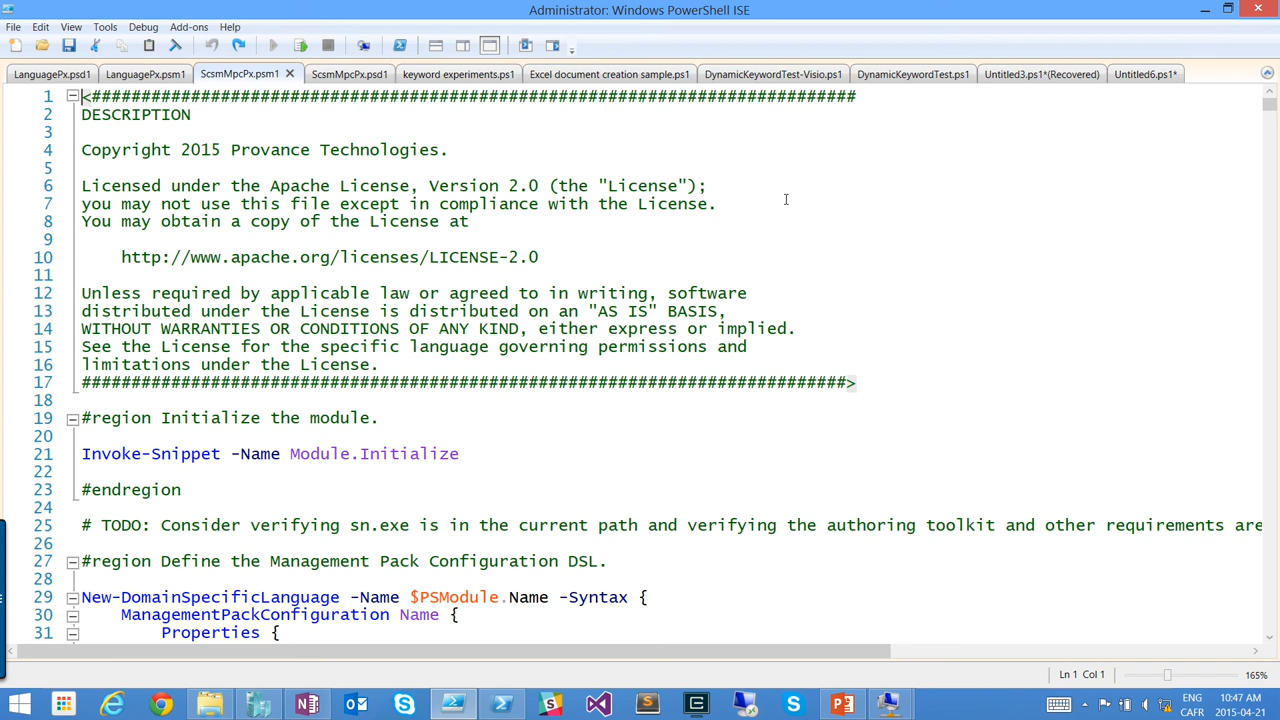 Administrator: Windows PowerShell ISE
File Edit View Tools Debug Add-ons Help
LanguagePx.psd1 LanguagePx.psm1 ScsmMpcPx.psm1 ScsmMpcPx.psd1 keyword experiments.ps1 Excel document creation sample.ps1 DynamicKeywordTest-Visio.ps1 DynamicKeywordTest.ps1 Untitled3.ps1*(Recovered) Untitled6.ps1*
1 <#############################################################################
2 DESCRIPTION
3
4 Copyright 2015 Provance Technologies.
5
6 Licensed under the Apache License, Version 2.0 (the "License");
7 you may not use this file except in compliance with the License.
8 You may obtain a copy of the License at
9
10 http://www.apache.org/licenses/LICENSE-2.0
11
12 Unless required by applicable law or agreed to in writing, software
13 distributed under the License is distributed on an "AS IS" BASIS,
14 WITHOUT WARRANTIES OR CONDITIONS OF ANY KIND, either express or implied.
15 See the License for the specific language governing permissions and
16 limitations under the License.
17 #############################################################################>
18
19 #region Initialize the module.
20
21 Invoke-Snippet -Name Module.Initialize
22
23 #endregion
24
25 # TODO: Consider verifying sn.exe is in the current path and verifying the authoring toolkit and other requirements are
26
27 #region Define the Management Pack Configuration DSL.
28
29 New-DomainSpecificLanguage -Name $PSModule.Name -Syntax {
30 ManagementPackConfiguration Name {
31 Properties {
Ln 1 Col 1 165%
ENG 10:47 AM
CAFR 2015-04-21